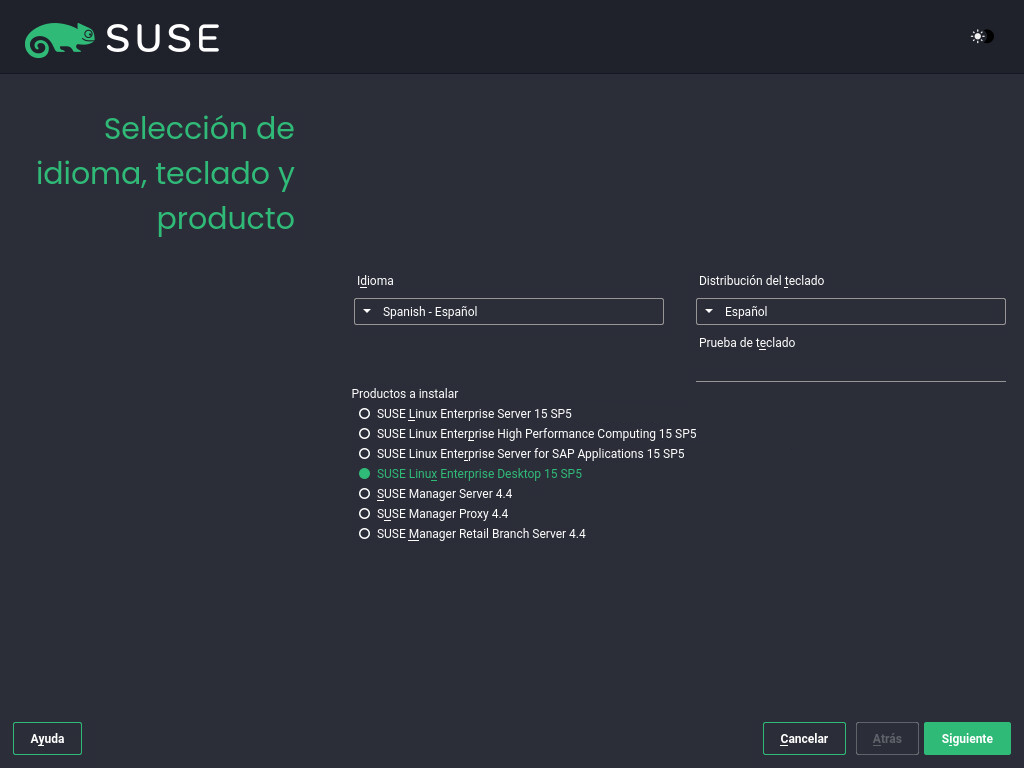 SUSE
Selección de
idioma, teclado y
producto
Idioma
Distribución del teclado
Spanish - Español
Español
Prueba de teclado
Productos a instalar
SUSE Linux Enterprise Server 15 SP5
SUSE Linux Enterprise High Performance Computing 15 SP5
SUSE Linux Enterprise Server for SAP Applications 15 SP5
SUSE Linux Enterprise Desktop 15 SP5
SUSE Manager Server 4.4
SUSE Manager Proxy 4.4
SUSE Manager Retail Branch Server 4.4
Ayuda
Cancelar
Atrás
Siguiente